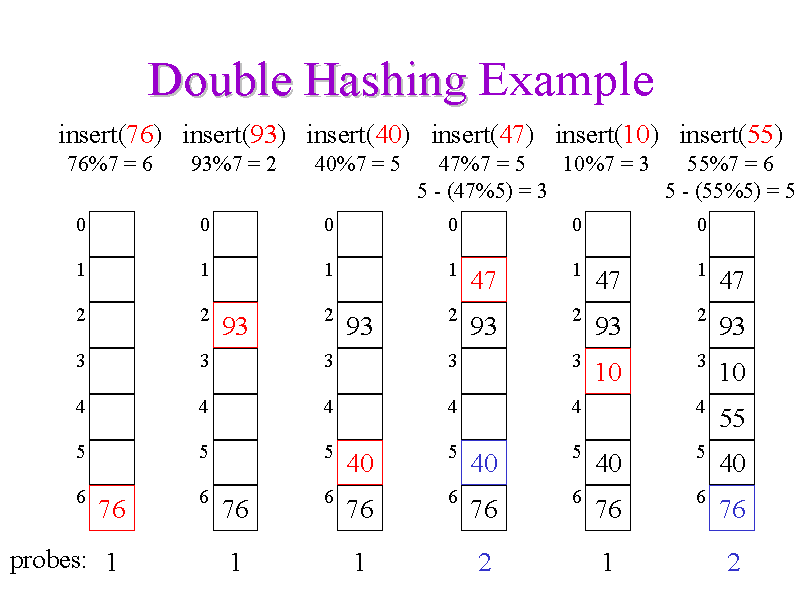 Double Hashing Example
insert(76) insert(93) insert(40) insert(47) insert(10) insert(55)
76%7 = 6 93%7 = 2 40%7 = 5 47%7 = 5 10%7 = 3 55%7 = 6
5 - (47%5) = 3 5 - (55%5) = 5
0 0 0 0 0 0
1 1 1 1 47 1 47 1 47
2 2 93 2 93 2 93 2 93 2 93
3 3 3 3 3 10 3 10
4 4 4 4 4 4 55
5 5 5 40 5 40 5 40 5 40
6 76 6 76 6 76 6 76 6 76 6 76
probes: 1 1 1 2 1 2